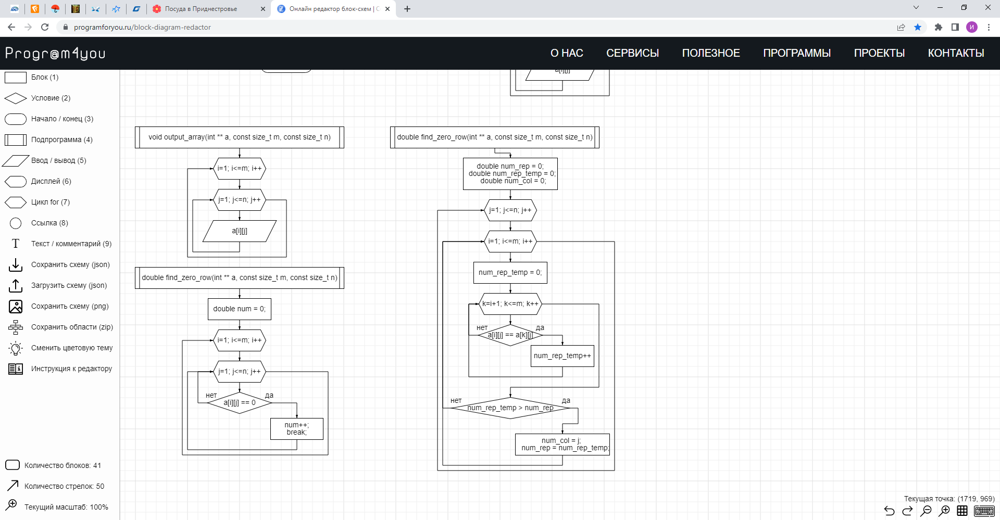 Посуда в Приднестровье
Онлайн редактор блок-схем | С
programforyou.ru/block-diagram-redactor
И
Progr@m4you
О НАС
СЕРВИСЫ
ПОЛЕЗНОЕ
ПРОГРАММЫ
ПРОЕКТЫ
КОНТАКТЫ
Блок (1)
Условие (2)
Начало / конец (3)
Подпрограмма (4)
Ввод / вывод (5)
Дисплей (6)
Цикл for (7)
Ссылка (8)
T Текст / комментарий (9)
Сохранить схему (json)
Загрузить схему (json)
Сохранить схему (png)
Сохранить области (zip)
Сменить цветовую тему
Инструкция к редактору
Количество блоков: 41
Количество стрелок: 50
Текущий масштаб: 100%
a[i][j]
void output_array(int ** a, const size_t m, const size_t n)
i=1; i<=m; i++
j=1; j<=n; j++
a[i][j]
double find_zero_row(int ** a, const size_t m, const size_t n)
double num = 0;
i=1; i<=m; i++
j=1; j<=n; j++
нет
да
a[i][j] == 0
num++;
break;
double find_zero_row(int ** a, const size_t m, const size_t n)
double num_rep = 0;
double num_rep_temp = 0;
double num_col = 0;
j=1; j<=n; j++
i=1; i<=m; i++
num_rep_temp = 0;
k=i+1; k<=m; k++
нет
да
a[i][j] == a[k][j]
num_rep_temp++
нет
да
num_rep_temp > num_rep
num_col = j;
num_rep = num_rep_temp;
Текущая точка: (1719, 969)